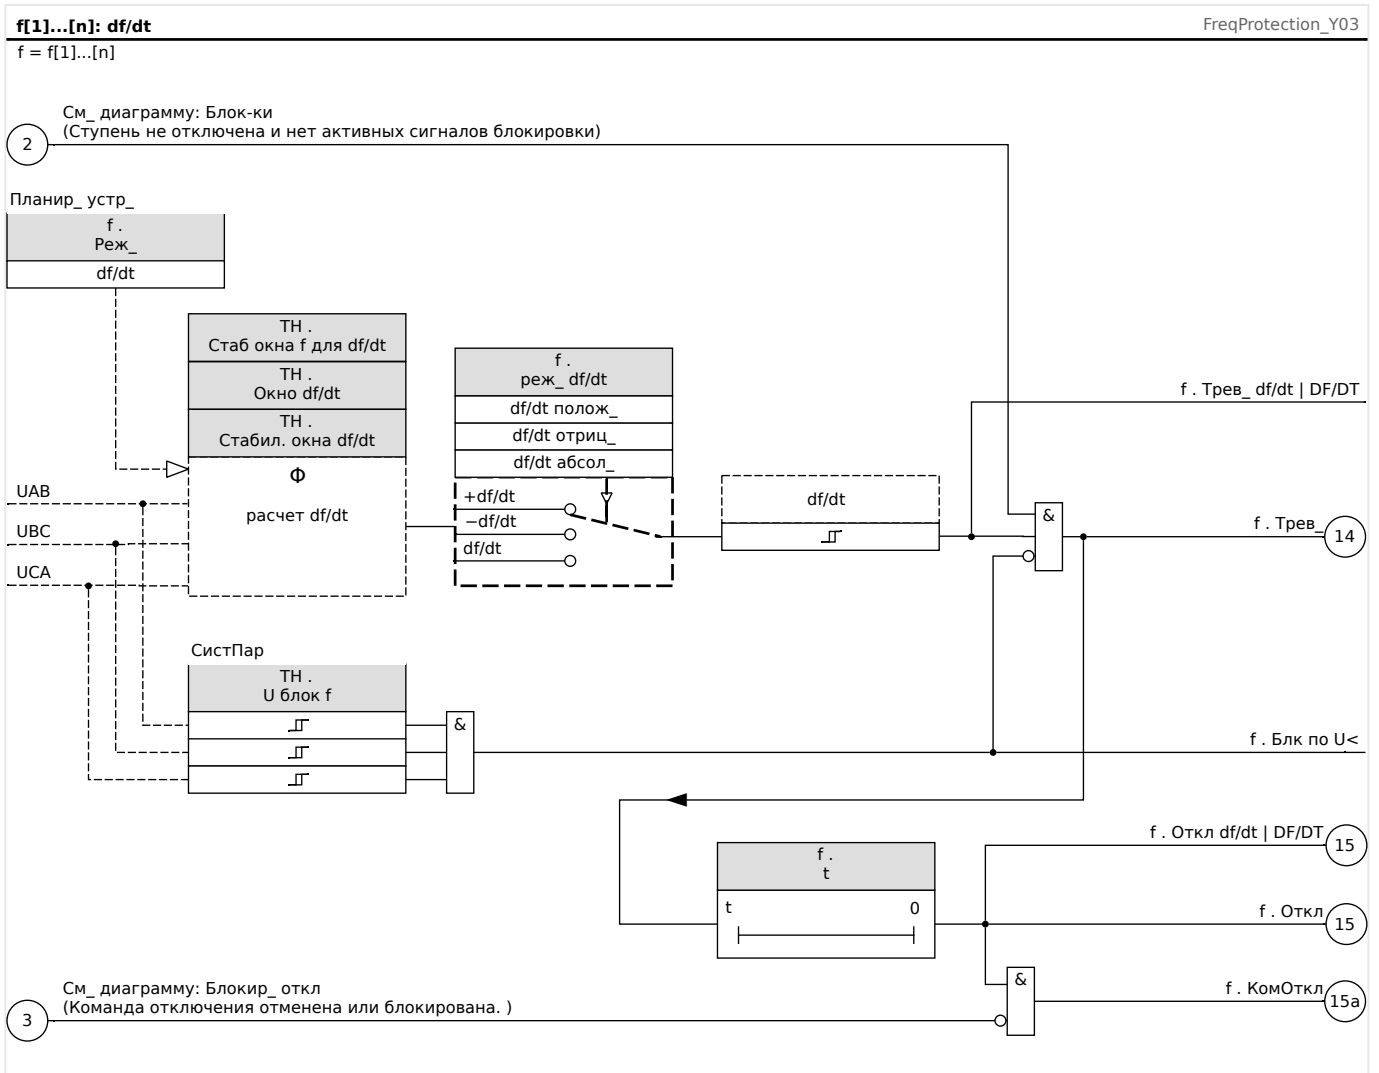 f[1]...[n]: df/dt
FreqProtection_Y03
f = f[1]...[n]
См_ диаграмму: Блок-ки
(Ступень не отключена и нет активных сигналов блокировки)
2
Планир_ устр_
f .
Реж_
df/dt
ТН .
Стаб окна f для df/dt
ТН .
Окно df/dt
ТН .
Стабил. окна df/dt
Φ
расчет df/dt
UAB
UBC
UCA
f .
реж_ df/dt
df/dt полож_
df/dt отриц_
df/dt абсол_
+df/dt
−df/dt
df/dt
df/dt
f . Трев_ df/dt | DF/DT
&
f . Трев_
14
СистПар
ТН .
U блок f
&
f . Блк по U<
f . Откл df/dt | DF/DT
15
f .
t
t
0
f . Откл
15
См_ диаграмму: Блокир_ откл
(Команда отключения отменена или блокирована. )
3
&
f . КомОткл
15a